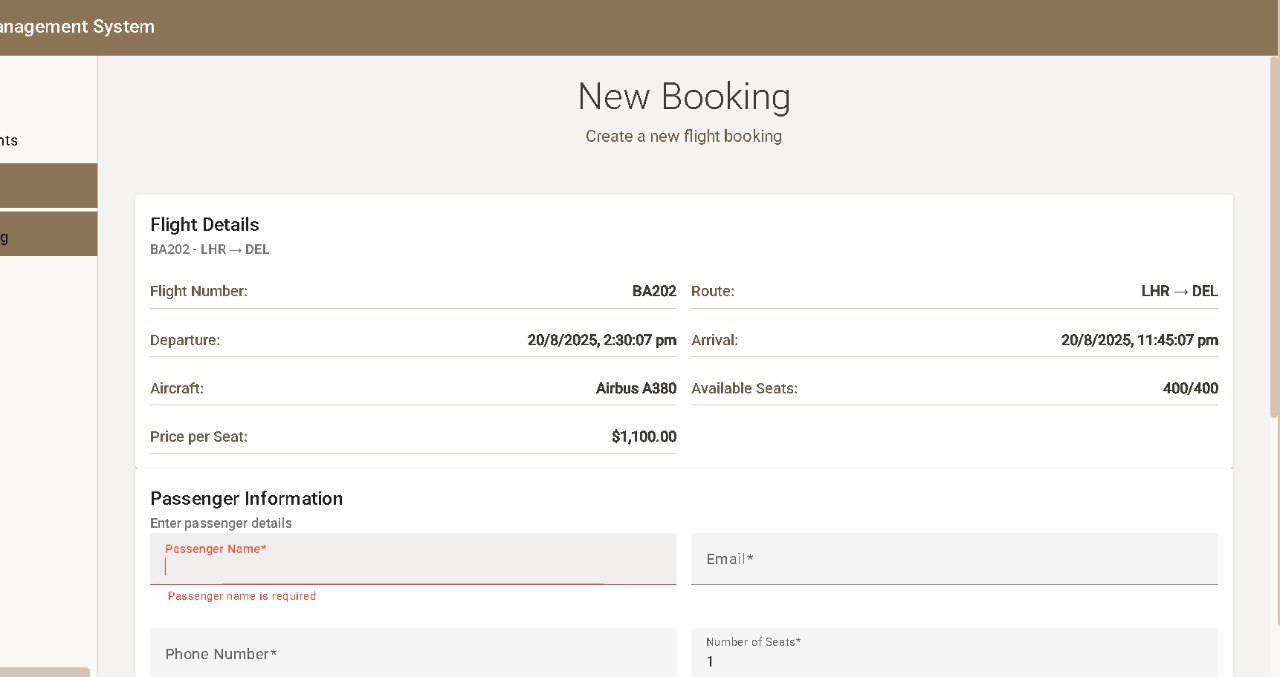 anagement System
nts
g
New Booking
Create a new flight booking
Flight Details
BA202 - LHR → DEL
Flight Number: BA202 Route: LHR → DEL
Departure: 20/8/2025, 2:30:07 pm Arrival: 20/8/2025, 11:45:07 pm
Aircraft: Airbus A380 Available Seats: 400/400
Price per Seat: $1,100.00
Passenger Information
Enter passenger details
Passenger Name*
Email*
Passenger name is required
Phone Number*
Number of Seats*
1